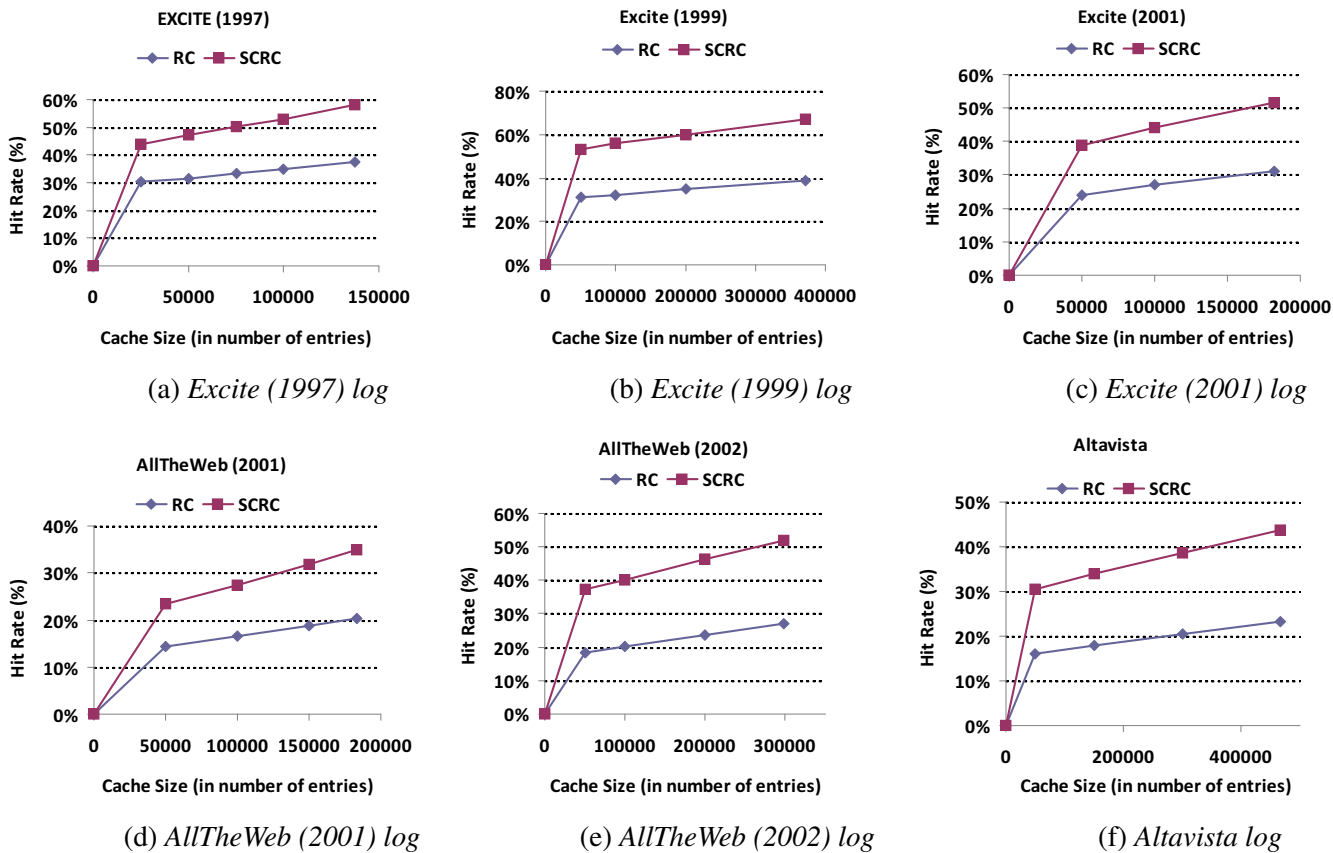 EXCITE (1997)
RC SCRC
60%
50%
40%
30%
20%
10%
0%
Hit Rate (%)
0 50000 100000 150000
Cache Size (in number of entries)
(a) Excite (1997) log
Excite (1999)
RC SCRC
80%
60%
40%
20%
0%
Hit Rate (%)
0 100000 200000 300000 400000
Cache Size (in number of entries)
(b) Excite (1999) log
Excite (2001)
RC SCRC
60%
50%
40%
30%
20%
10%
0%
Hit Rate (%)
0 50000 100000 150000 200000
Cache Size (in number of entries)
(c) Excite (2001) log
AllTheWeb (2001)
RC SCRC
40%
30%
20%
10%
0%
Hit Rate (%)
0 50000 100000 150000 200000
Cache Size (in number of entries)
(d) AllTheWeb (2001) log
AllTheWeb (2002)
RC SCRC
60%
50%
40%
30%
20%
10%
0%
Hit Rate (%)
0 100000 200000 300000
Cache Size (in number of entries)
(e) AllTheWeb (2002) log
Altavista
RC SCRC
50%
40%
30%
20%
10%
0%
Hit Rate (%)
0 200000 400000
Cache Size (in number of entries)
(f) Altavista log